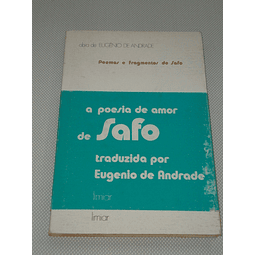 obra de EUGÉNIO DE ANDRADE
Poemas e fragmentos de Safo
a poesia de amor
de Safo
traduzida por
Eugenio de Andrade
limiar
limiar